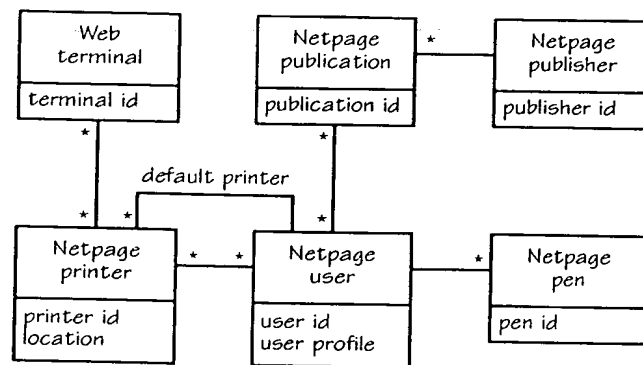 Web
terminal
terminal id
Netpage
publication
publication id
Netpage
publisher
publisher id
*
*
*
default printer
*
*
*
*
*
*
*
Netpage
printer
printer id
location
Netpage
user
user id
user profile
Netpage
pen
pen id